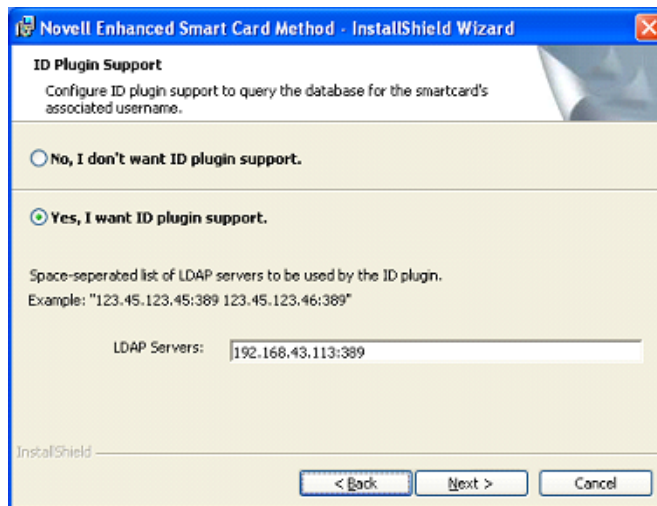 Novell Enhanced Smart Card Method - InstallShield Wizard
ID Plugin Support
Configure ID plugin support to query the database for the smartcard's
associated username.
No, I don't want ID plugin support.
Yes, I want ID plugin support.
Space-seperated list of LDAP servers to be used by the ID plugin.
Example: "123.45.123.45:389 123.45.123.46:389"
LDAP Servers: 192.168.43.113:389
InstallShield
< Back Next > Cancel